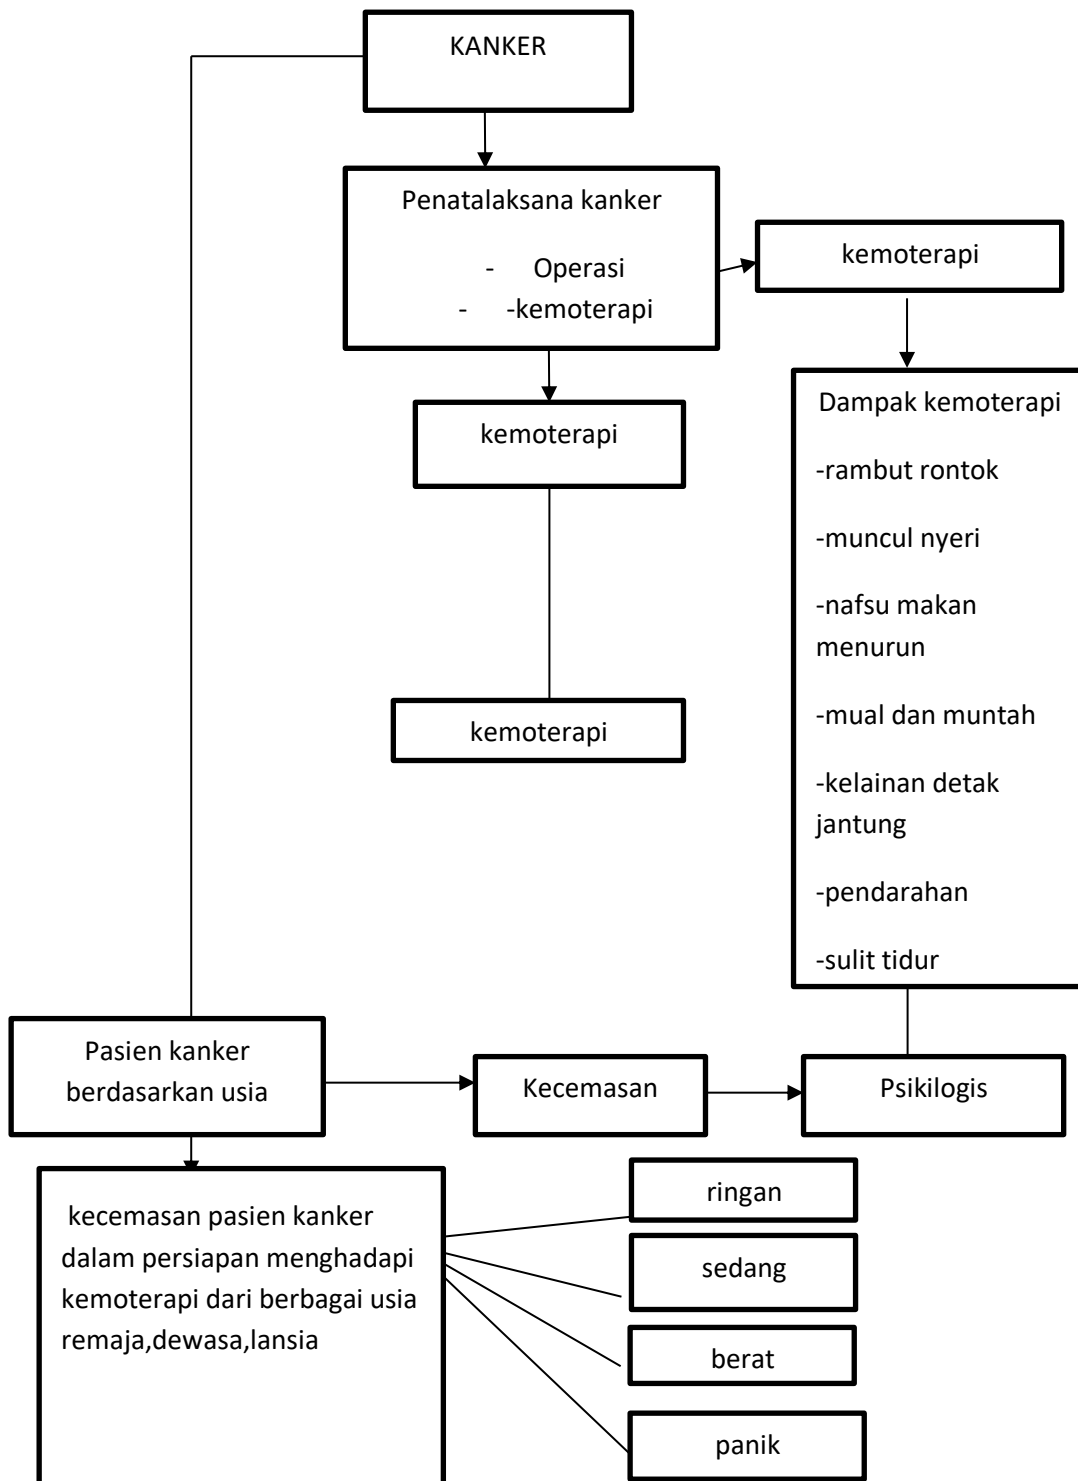 KANKER
Penatalaksana kanker
- Operasi
- -kemoterapi
kemoterapi
kemoterapi
kemoterapi
Dampak kemoterapi
-rambut rontok
-muncul nyeri
-nafsu makan
menurun
-mual dan muntah
-kelainan detak
jantung
-pendarahan
-sulit tidur
Pasien kanker
berdasarkan usia
Kecemasan
Psikilogis
kecemasan pasien kanker
dalam persiapan menghadapi
kemoterapi dari berbagai usia
remaja,dewasa,lansia
ringan
sedang
berat
panik